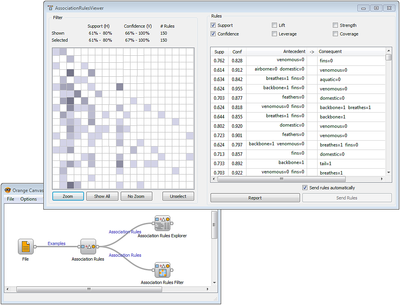 AssociationRulesViewer
Filter
Support (H) Confidence (V) # Rules
Shown 61% - 80% 66% - 100% 150
Selected 61% - 80% 67% - 100% 150
Zoom Show All No Zoom Unselect
Rules
Support Lift Strength
Confidence Leverage Coverage
Supp Conf Antecedent → Consequent
0.762 0.828 venomous=0 fins=0
0.614 0.912 airborne=0 domestic=0 venomous=0
0.634 0.842 breathes=1 fins=0 aquatic=0
0.624 0.955 backbone=1 fins=0 venomous=0
0.703 0.877 feathers=0 domestic=0
0.624 0.818 venomous=0 fins=0 backbone=1 breathes=1
0.644 0.855 breathes=1 fins=0 backbone=1
0.802 0.920 domestic=0 venomous=0
0.723 0.901 feathers=0 venomous=0
0.624 0.797 backbone=1 venomous=0 breathes=1 fins=0
0.713 0.857 fins=0 domestic=0
0.733 0.892 backbone=1 tail=1
0.703 0.922 venomous=0 fins=0 breathes=1
Send rules automatically
Report Send Rules
Orange Canvas
File Options
Examples
Association Rules
Association Rules
File
Association Rules
Association Rules Explorer
Association Rules Filter